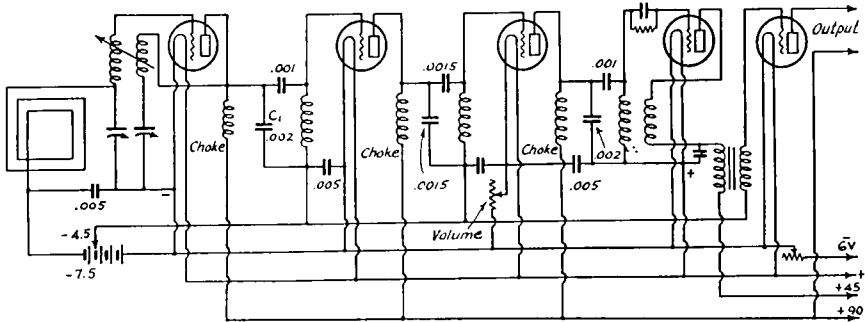 Output
.001
.0015
.001
C1
.002
Choke
.005
Choke
.0015
Choke
.005
.002
+
.005
-
Volume
-4.5
-7.5
6V
-
+
+45
+90